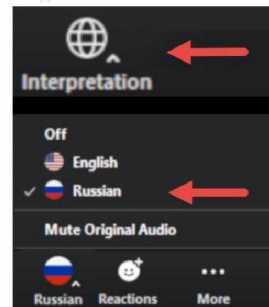 Interpretation
Off
English
Russian
Mute Original Audio
Russian Reactions More